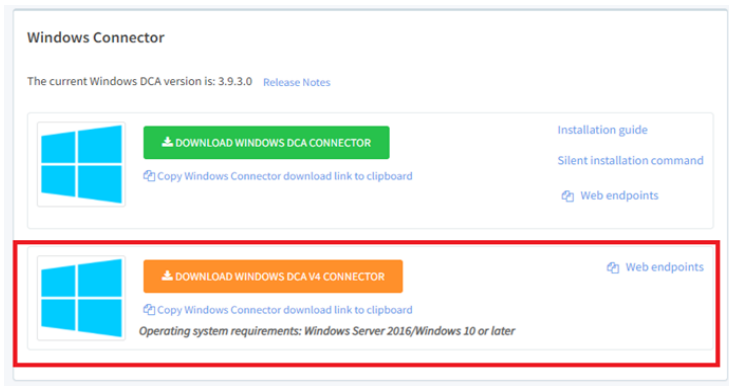 Windows Connector
The current Windows DCA version is: 3.9.3.0 Release Notes
DOWNLOAD WINDOWS DCA CONNECTOR
Copy Windows Connector download link to clipboard
Installation guide
Silent installation command
Web endpoints
DOWNLOAD WINDOWS DCA V4 CONNECTOR
Copy Windows Connector download link to clipboard
Operating system requirements: Windows Server 2016/Windows 10 or later
Web endpoints